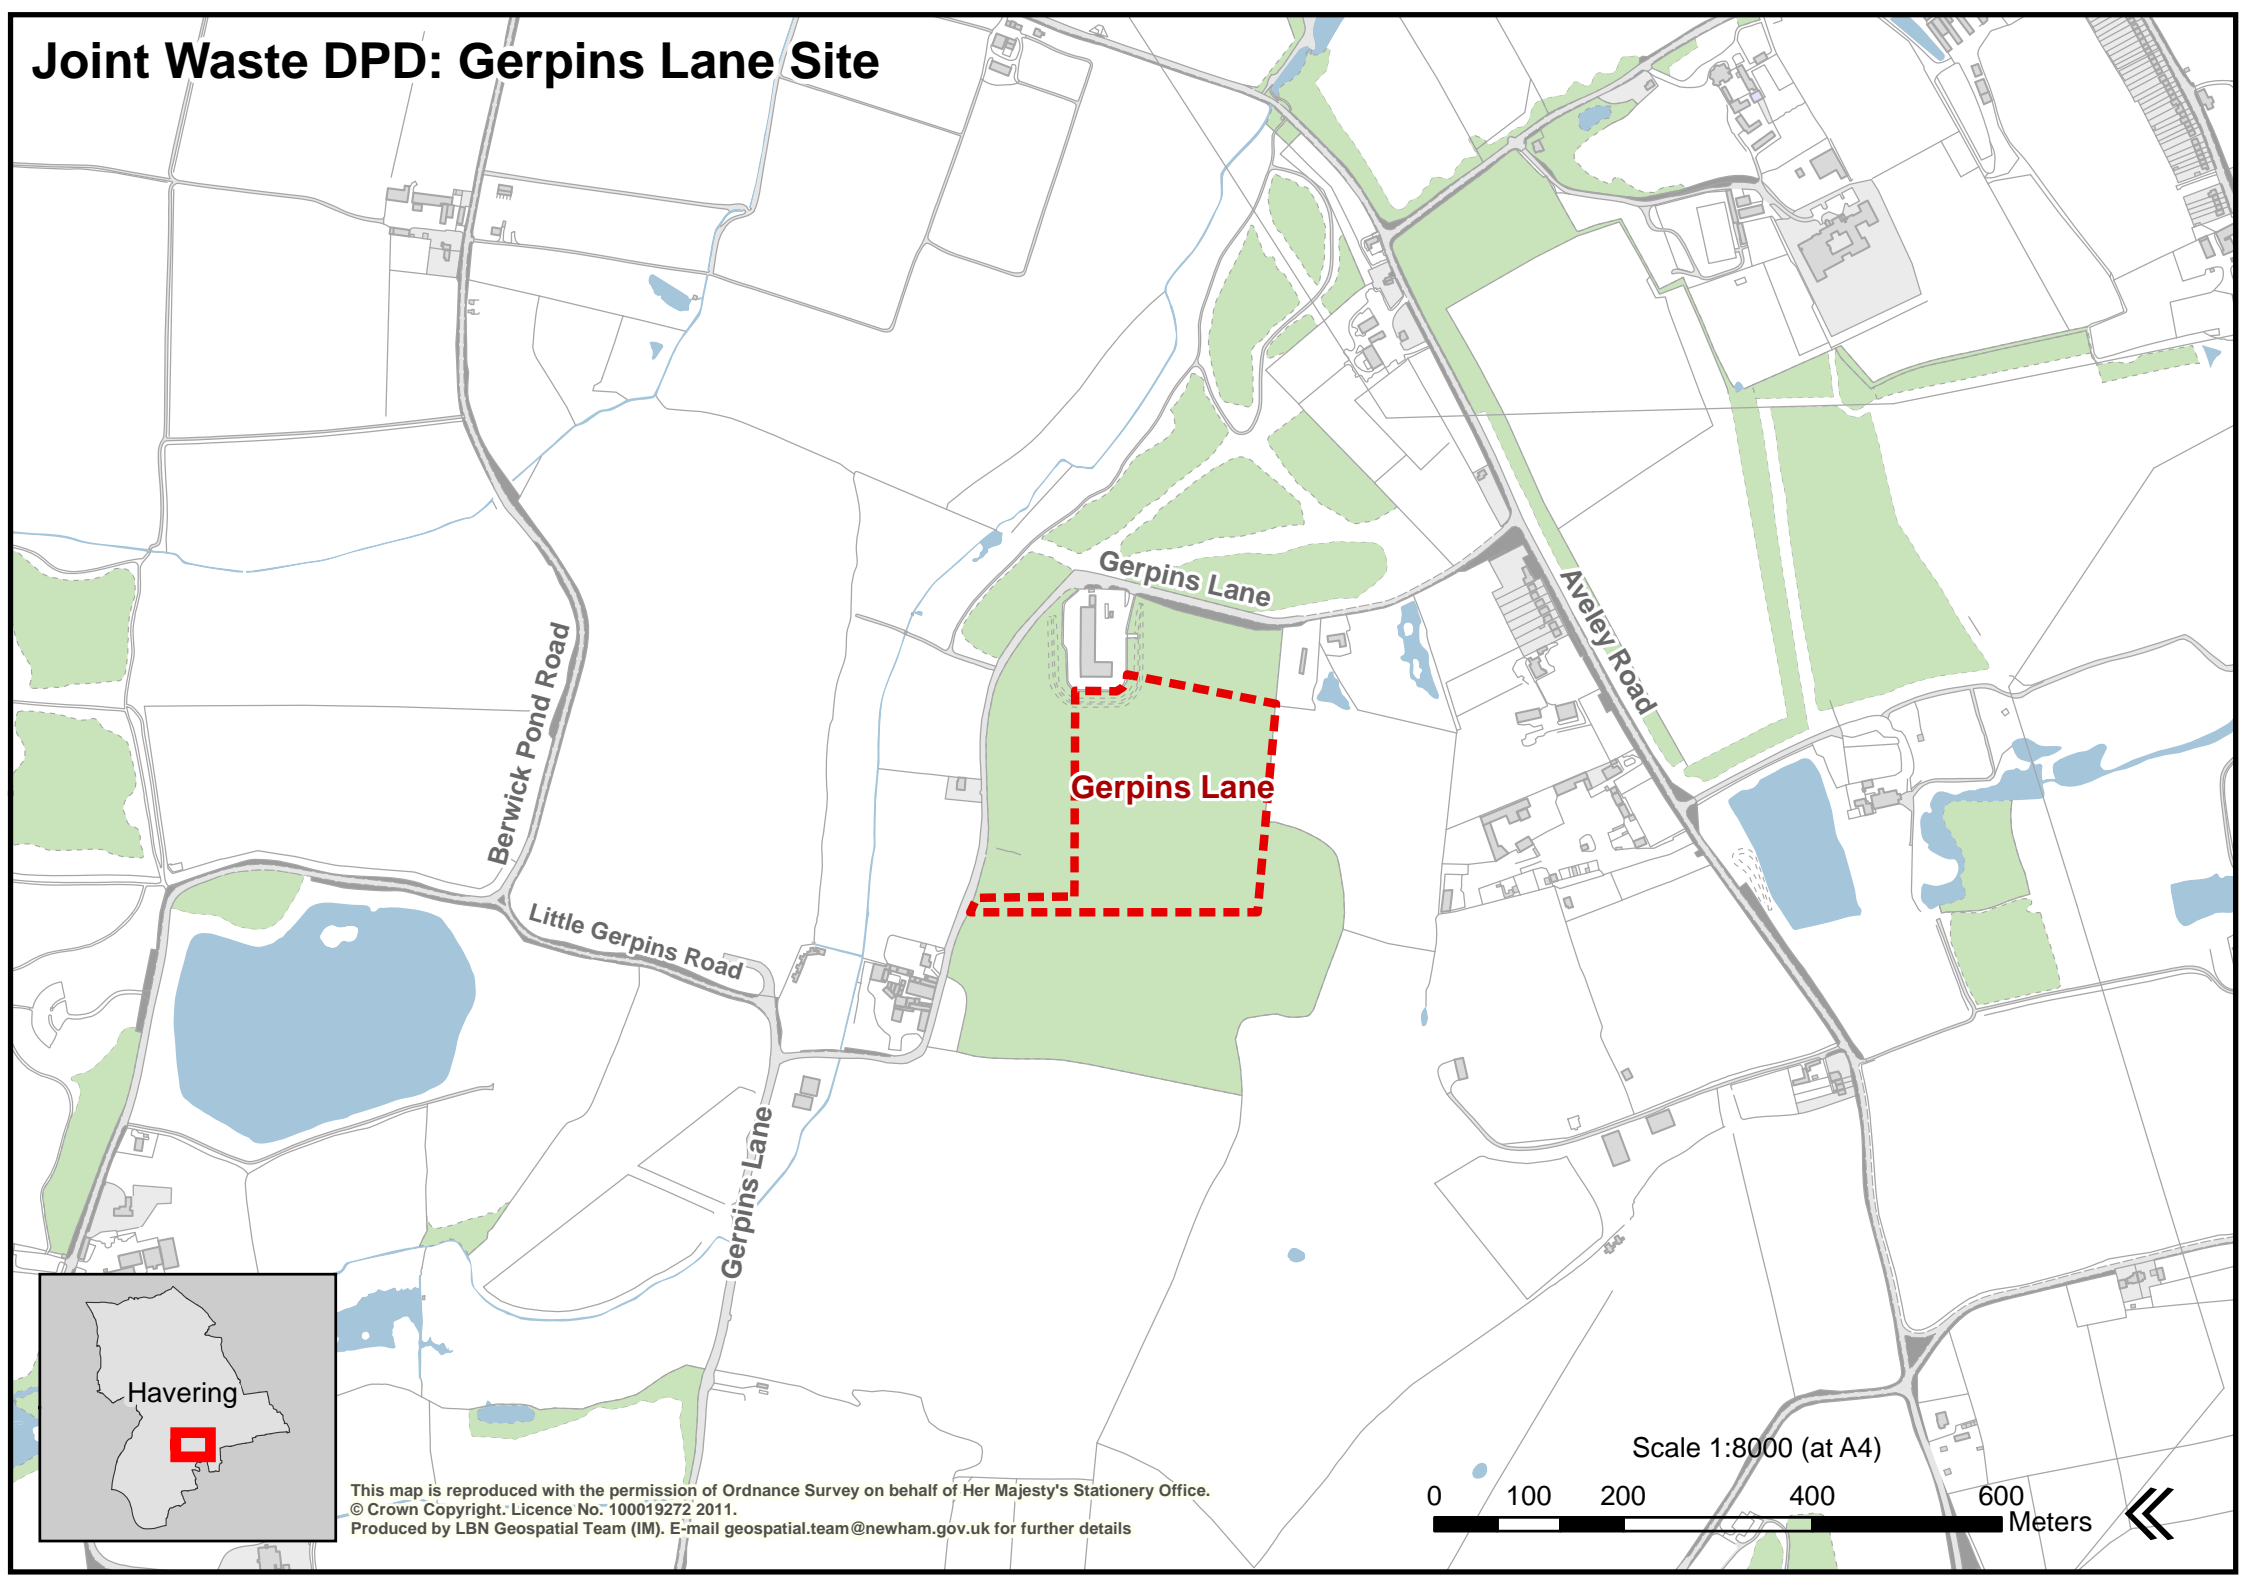 Joint Waste DPD: Gerpins Lane Site
Gerpins Lane
Aveley Road
Berwick Pond Road
Gerpins Lane
Little Gerpins Road
Gerpins Lane
Havering
Scale 1:8000 (at A4)
0 100 200 400 600
Meters
This map is reproduced with the permission of Ordnance Survey on behalf of Her Majesty's Stationery Office.
© Crown Copyright. Licence No. 100019272 2011.
Produced by LBN Geospatial Team (IM). E-mail geospatial.team@newham.gov.uk for further details